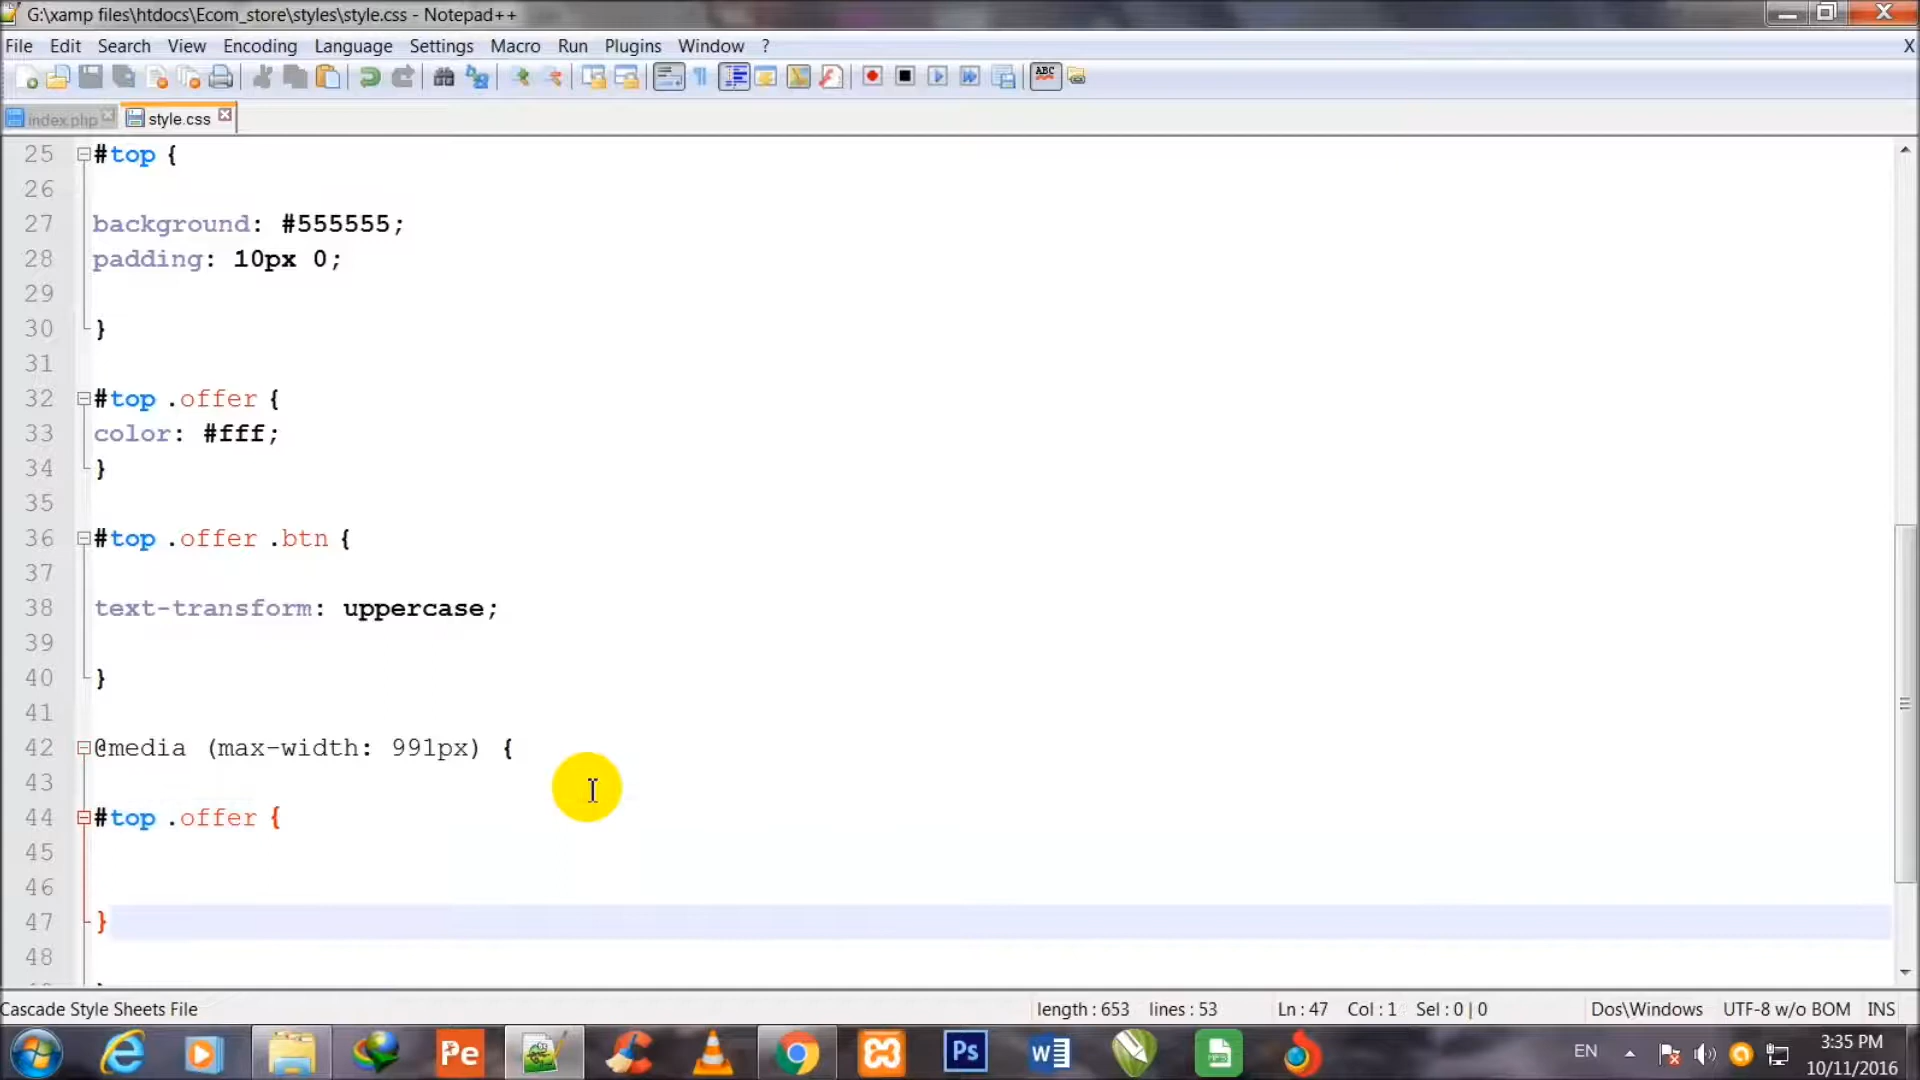 G:\xamp files\htdocs\Ecom_store\styles\style.css - Notepad++
File Edit Search View Encoding Language Settings Macro Run Plugins Window ? X
ABC
index.php style.css
25 #top {
26
27 background: #555555;
28 padding: 10px 0;
29
30 }
31
32 #top .offer {
33 color: #fff;
34 }
35
36 #top .offer .btn {
37
38 text-transform: uppercase;
39
40 }
41
42 @media (max-width: 991px) {
43
44 #top .offer {
45
46
47 }
48
Cascade Style Sheets File length : 653 lines : 53 Ln : 47 Col : 1 Sel : 0 | 0 Dos\Windows UTF-8 w/o BOM INS
Pe Ps W EN 3:35 PM
10/11/2016